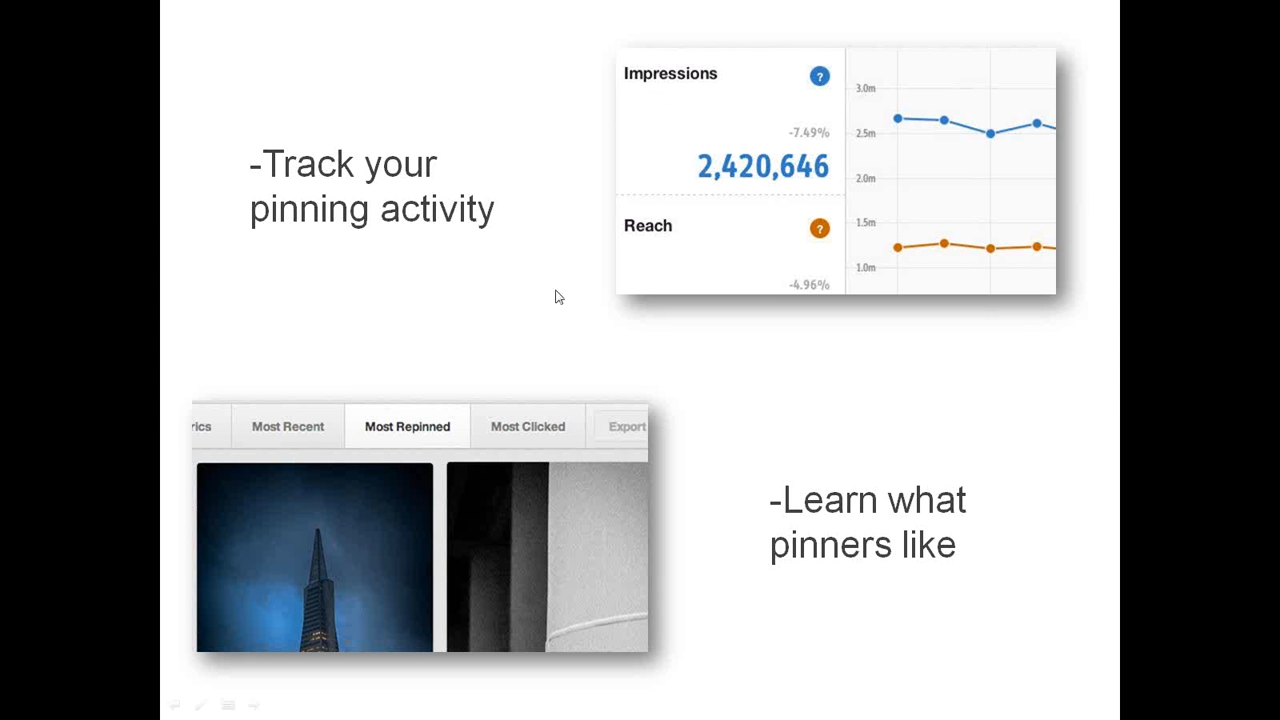 Impressions
?
-7.49%
2,420,646
Reach
?
-4.96%
3.0m
2.5m
2.0m
1.5m
1.0m
-Track your
pinning activity
rics
Most Recent
Most Repinned
Most Clicked
Export
-Learn what
pinners like